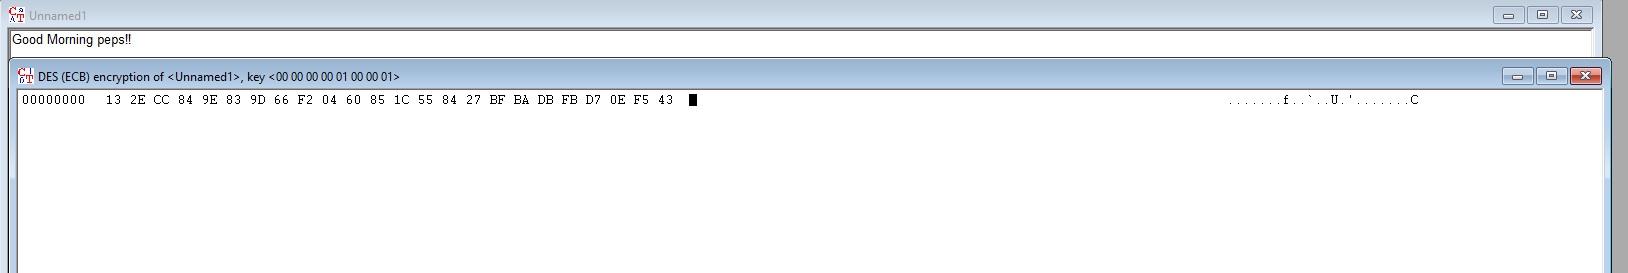 Unnamed1
Good Morning peps!!
DES (ECB) encryption of <Unnamed1>, key <00 00 00 00 01 00 00 01>
00000000 13 2E CC 84 9E 83 9D 66 F2 04 60 85 1C 55 84 27 BF BA DB FB D7 0E F5 43 .......f..`..U.'.......C